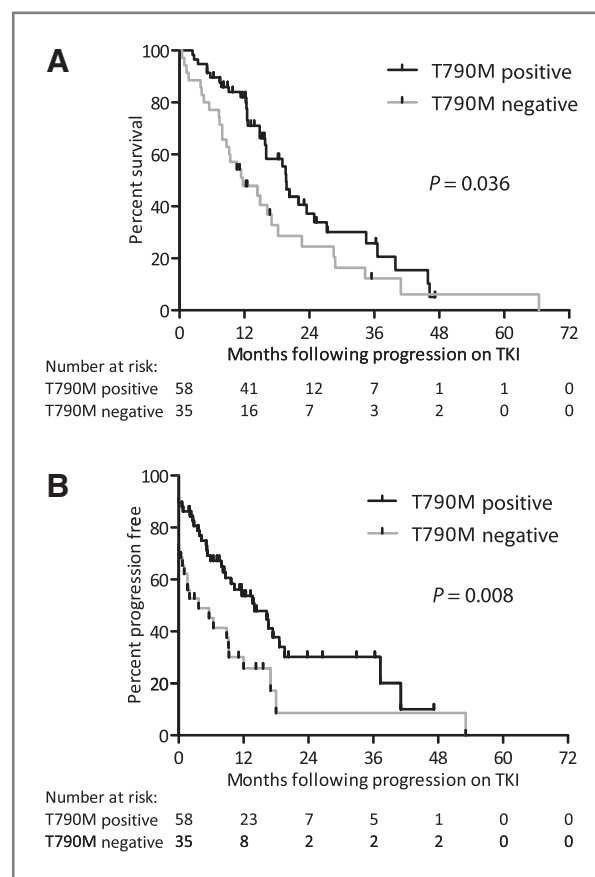 A
100
80
60
40
20
0
Percent survival
T790M positive
T790M negative
P = 0.036
0 12 24 36 48 60 72
Months following progression on TKI
Number at risk:
T790M positive 58 41 12 7 1 1 0
T790M negative 35 16 7 3 2 0 0
B
100
80
60
40
20
0
Percent progression free
T790M positive
T790M negative
P = 0.008
0 12 24 36 48 60 72
Months following progression on TKI
Number at risk:
T790M positive 58 23 7 5 1 0 0
T790M negative 35 8 2 2 2 0 0